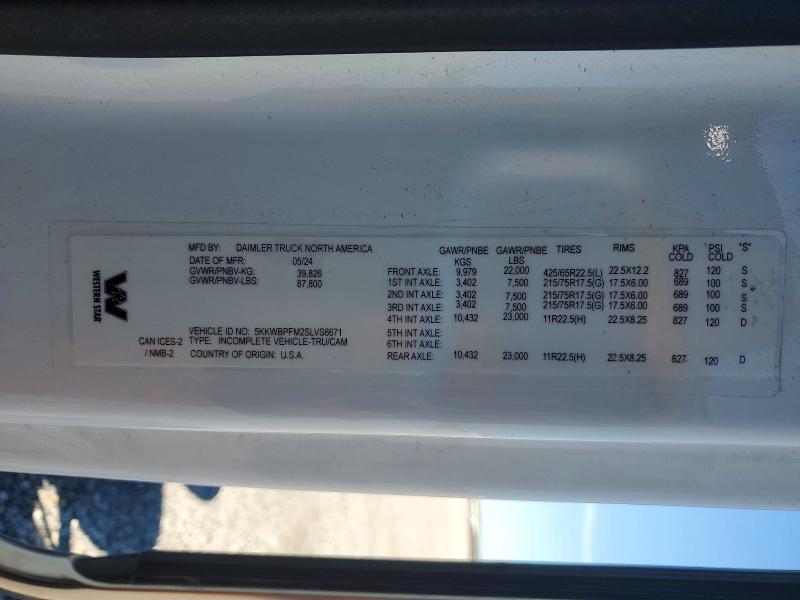 WESTERN STAR
MFD BY: DAIMLER TRUCK NORTH AMERICA
DATE OF MFR: 05/24
GVWR/PNBV-KG: 39,826
GVWR/PNBV-LBS: 87,800
VEHICLE ID NO: 5KKWBPFM2SLVS6671
CAN ICES-2 TYPE: INCOMPLETE VEHICLE-TRU/CAM
/ NMB-2 COUNTRY OF ORIGIN: U.S.A.
GAWR/PNBE GAWR/PNBE TIRES RIMS KPA PSI "S"
KGS LBS COLD COLD
FRONT AXLE: 9,979 22,000 425/65R22.5(L) 22.5X12.2 827 120 S
1ST INT AXLE: 3,402 7,500 215/75R17.5(G) 17.5X6.00 689 100 S
2ND INT AXLE: 3,402 7,500 215/75R17.5(G) 17.5X6.00 689 100 S
3RD INT AXLE: 3,402 7,500 215/75R17.5(G) 17.5X6.00 689 100 S
4TH INT AXLE: 10,432 23,000 11R22.5(H) 22.5X8.25 827 120 D
5TH INT AXLE:
6TH INT AXLE:
REAR AXLE: 10,432 23,000 11R22.5(H) 22.5X8.25 827 120 D